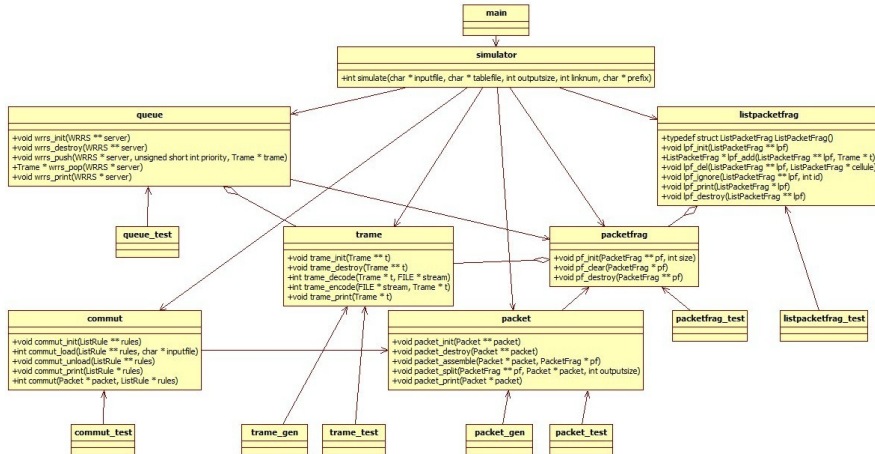 main
simulator
+int simulate(char * inputfile, char * tablefile, int outputsize, int linknum, char * prefix)
queue
+void wrrs_init(WRRS ** server)
+void wrrs_destroy(WRRS ** server)
+void wrrs_push(WRRS * server, unsigned short int priority, Trame * trame)
+Trame * wrrs_pop(WRRS * server)
+void wrrs_print(WRRS * server)
listpacketfrag
+typedef struct ListPacketFrag ListPacketFrag()
+void lpf_init(ListPacketFrag ** lpf)
+ListPacketFrag * lpf_add(ListPacketFrag ** lpf, Trame * t)
+void lpf_del(ListPacketFrag ** lpf, ListPacketFrag * cellule)
+void lpf_ignore(ListPacketFrag ** lpf, int id)
+void lpf_print(ListPacketFrag * lpf)
+void lpf_destroy(ListPacketFrag ** lpf)
queue_test
trame
+void trame_init(Trame ** t)
+void trame_destroy(Trame ** t)
+int trame_decode(Trame * t, FILE * stream)
+int trame_encode(FILE * stream, Trame * t)
+void trame_print(Trame * t)
packetfrag
+void pf_init(PacketFrag ** pf, int size)
+void pf_clear(PacketFrag * pf)
+void pf_destroy(PacketFrag ** pf)
commut
+void commut_init(ListRule ** rules)
+int commut_load(ListRule ** rules, char * inputfile)
+void commut_unload(ListRule ** rules)
+void commut_print(ListRule * rules)
+int commut(Packet * packet, ListRule * rules)
packet
+void packet_init(Packet ** packet)
+void packet_destroy(Packet ** packet)
+void packet_assemble(Packet * packet, PacketFrag * pf)
+void packet_split(PacketFrag ** pf, Packet * packet, int outputsize)
+void packet_print(Packet * packet)
packetfrag_test
listpacketfrag_test
commut_test
trame_gen
trame_test
packet_gen
packet_test